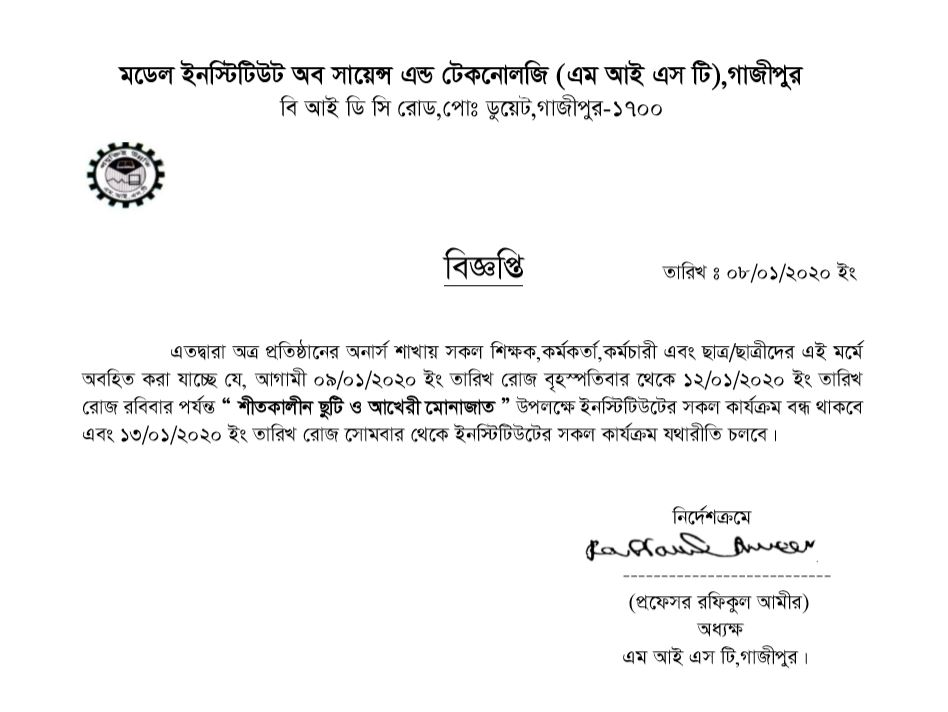 মডেল ইনস্টিটিউট অব সায়েন্স এন্ড টেকনোলজি (এম আই এস টি),গাজীপুর
বি আই ডি সি রোড,পোঃ ডুয়েট,গাজীপুর-১৭০০
বিজ্ঞপ্তি
তারিখ ঃ ০৮/০১/২০২০ ইং
এতদ্বারা অত্র প্রতিষ্ঠানের অনার্স শাখায় সকল শিক্ষক,কর্মকর্তা,কর্মচারী এবং ছাত্র/ছাত্রীদের এই মর্মে
অবহিত করা যাচ্ছে যে, আগামী ০৯/০১/২০২০ ইং তারিখ রোজ বৃহস্পতিবার থেকে ১২/০১/২০২০ ইং তারিখ
রোজ রবিবার পর্যন্ত “ শীতকালীন ছুটি ও আখেরী মোনাজাত ” উপলক্ষে ইনস্টিটিউটের সকল কার্যক্রম বন্ধ থাকবে
এবং ১৩/০১/২০২০ ইং তারিখ রোজ সোমবার থেকে ইনস্টিটিউটের সকল কার্যক্রম যথারীতি চলবে।
নির্দেশক্রমে
(প্রফেসর রফিকুল আমীর)
অধ্যক্ষ
এম আই এস টি,গাজীপুর।